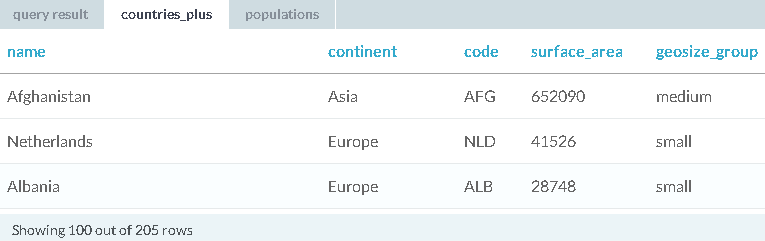 query result countries_plus populations
name continent code surface_area geosize_group
Afghanistan Asia AFG 652090 medium
Netherlands Europe NLD 41526 small
Albania Europe ALB 28748 small
Showing 100 out of 205 rows